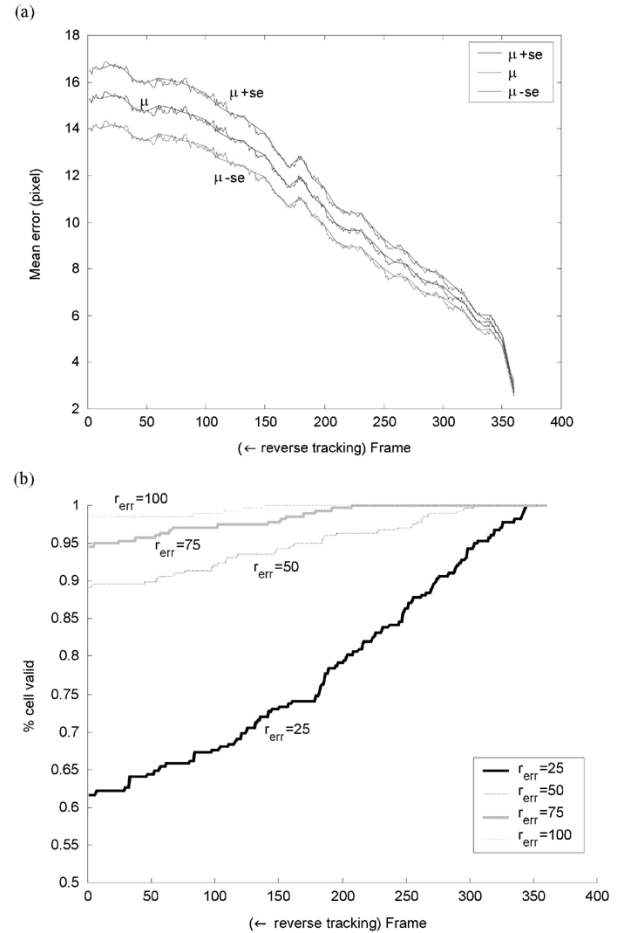 (a)
18
16
14
12
10
8
6
4
2
Mean error (pixel)
μ +se
μ
μ -se
μ +se
μ
μ -se
0 50 100 150 200 250 300 350 400
(← reverse tracking) Frame
(b)
1
0.95
0.9
0.85
0.8
0.75
0.7
0.65
0.6
0.55
0.5
% cell valid
r_err=100
r_err=75
r_err=50
r_err=25
r_err=25
r_err=50
r_err=75
r_err=100
0 50 100 150 200 250 300 350 400
(← reverse tracking) Frame